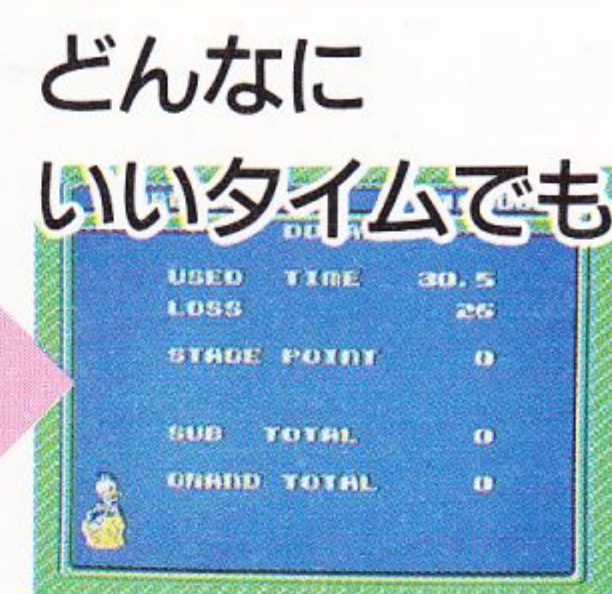 どんなに
いいタイムでも
USED TIME 30.5
LOSS 26
STAGE POINT 0
SUB TOTAL 0
GRAND TOTAL 0